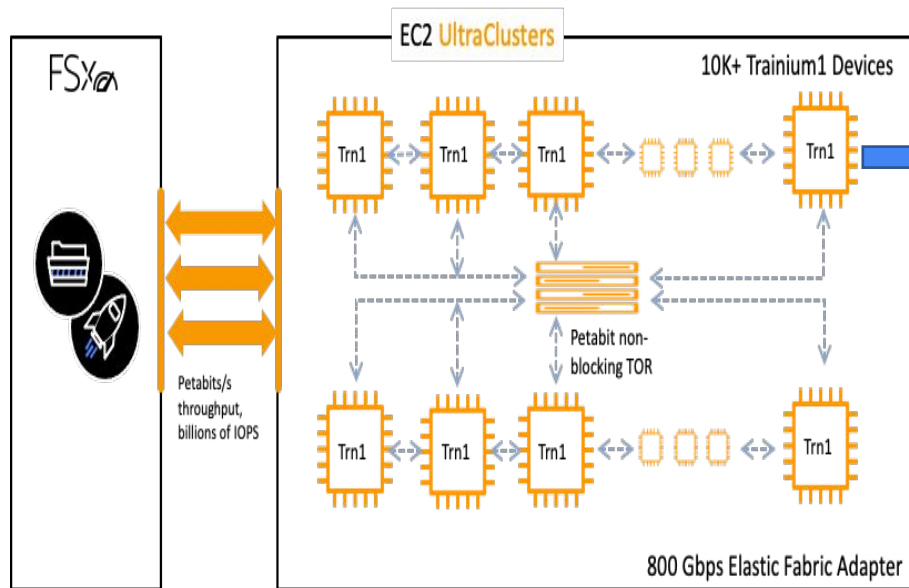 EC2 UltraClusters
FSx
10K+ Trainium1 Devices
Trn1
Trn1
Trn1
Trn1
Petabit non-
blocking TOR
Petabits/s
throughput,
billions of IOPS
Trn1
Trn1
Trn1
Trn1
800 Gbps Elastic Fabric Adapter